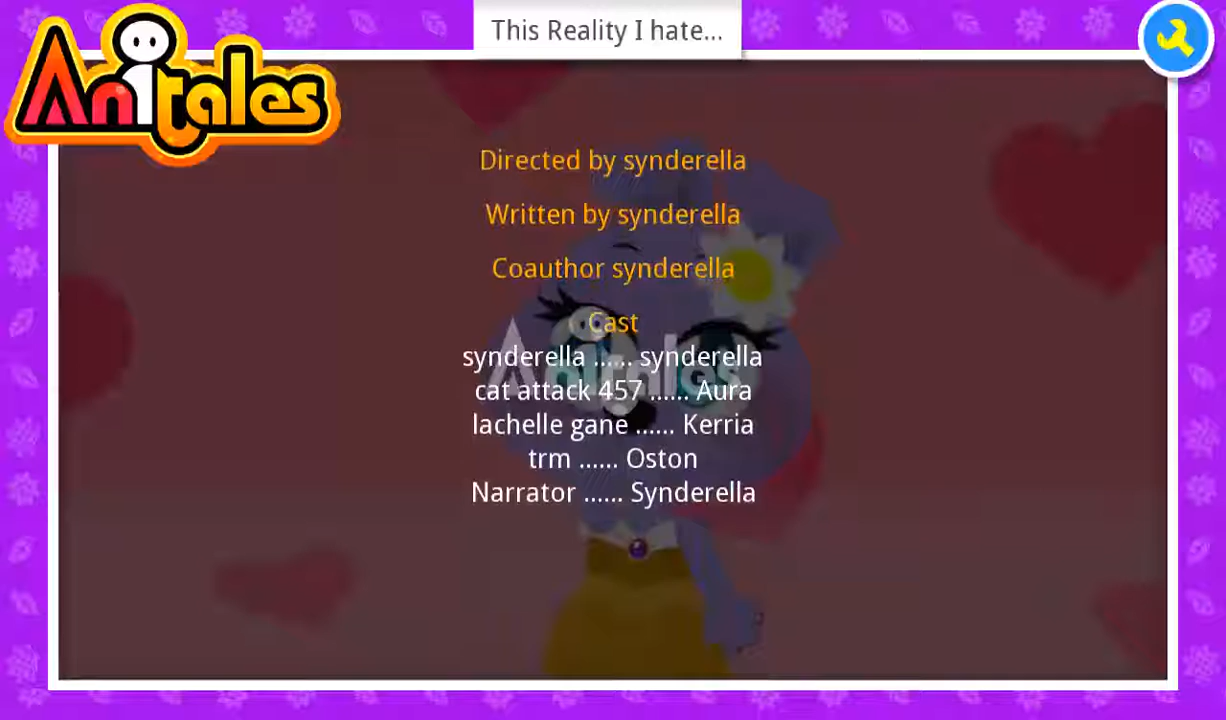 This Reality I hate...
Anitales
Directed by synderella
Written by synderella
Coauthor synderella
Cast
synderella ...... synderella
cat attack 457 ...... Aura
lachelle gane ...... Kerria
trm ...... Oston
Narrator ...... Synderella